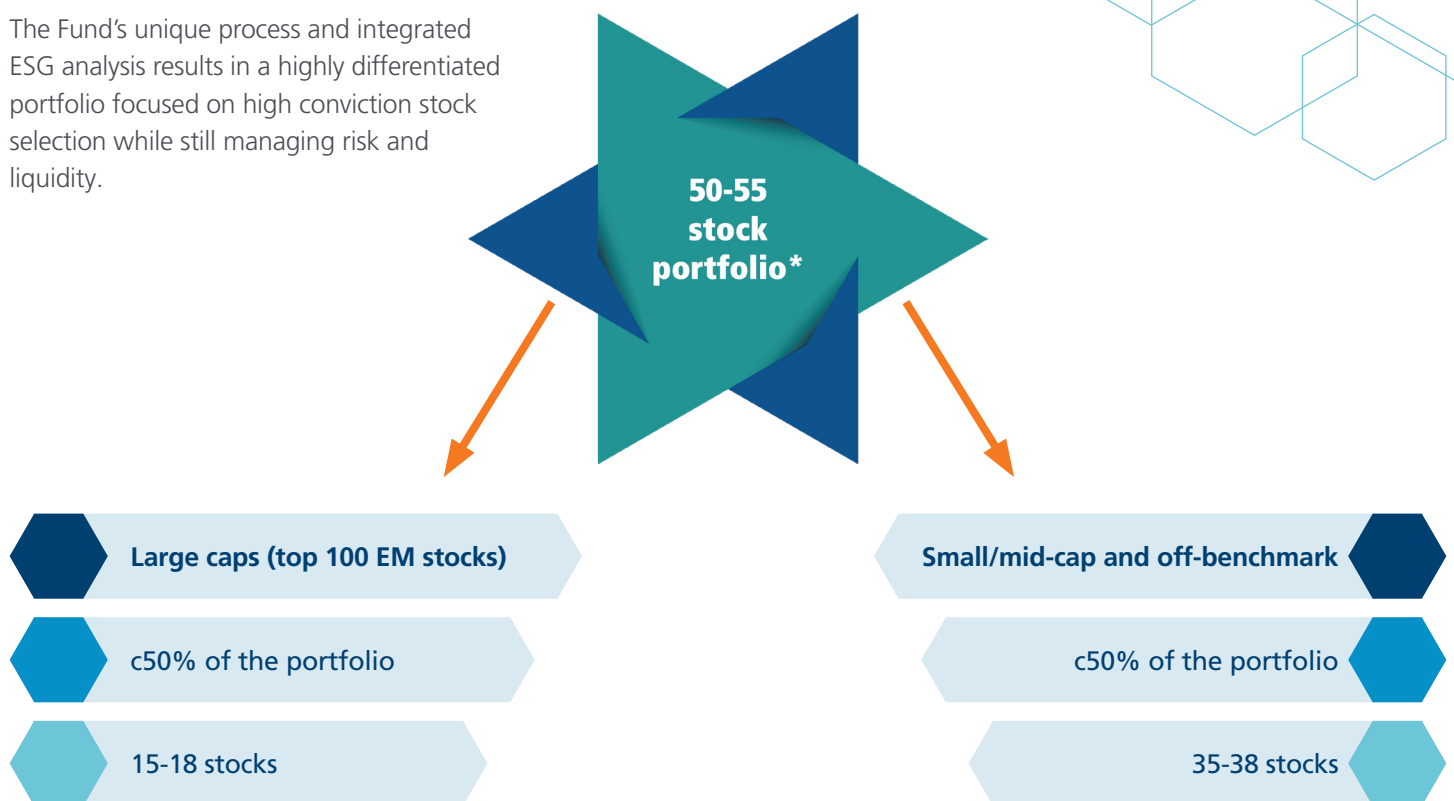 The Fund’s unique process and integrated
ESG analysis results in a highly differentiated
portfolio focused on high conviction stock
selection while still managing risk and
liquidity.
50-55
stock
portfolio*
Large caps (top 100 EM stocks)
c50% of the portfolio
15-18 stocks
Small/mid-cap and off-benchmark
c50% of the portfolio
35-38 stocks